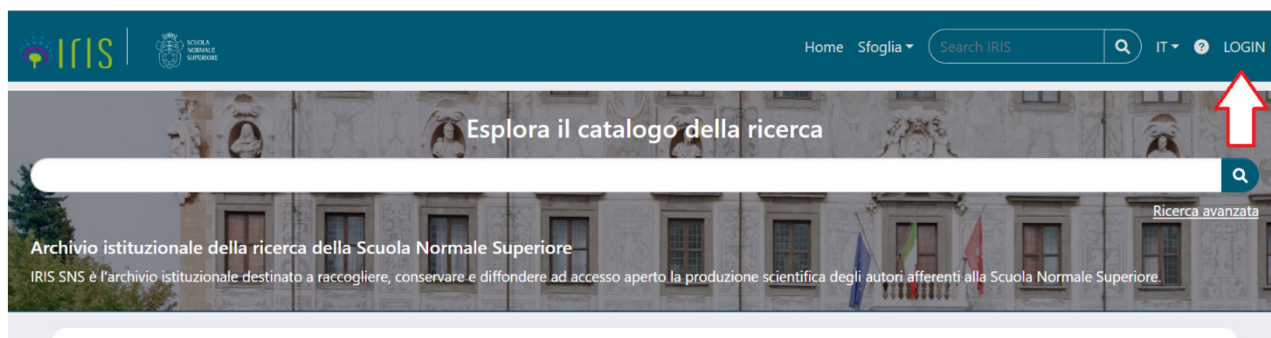 IRIS
SCUOLA
NORMALE
SUPERIORE
Home Sfoglia Search IRIS IT ? LOGIN
Esplora il catalogo della ricerca
Ricerca avanzata
Archivio istituzionale della ricerca della Scuola Normale Superiore
IRIS SNS è l'archivio istituzionale destinato a raccogliere, conservare e diffondere ad accesso aperto la produzione scientifica degli autori afferenti alla Scuola Normale Superiore.